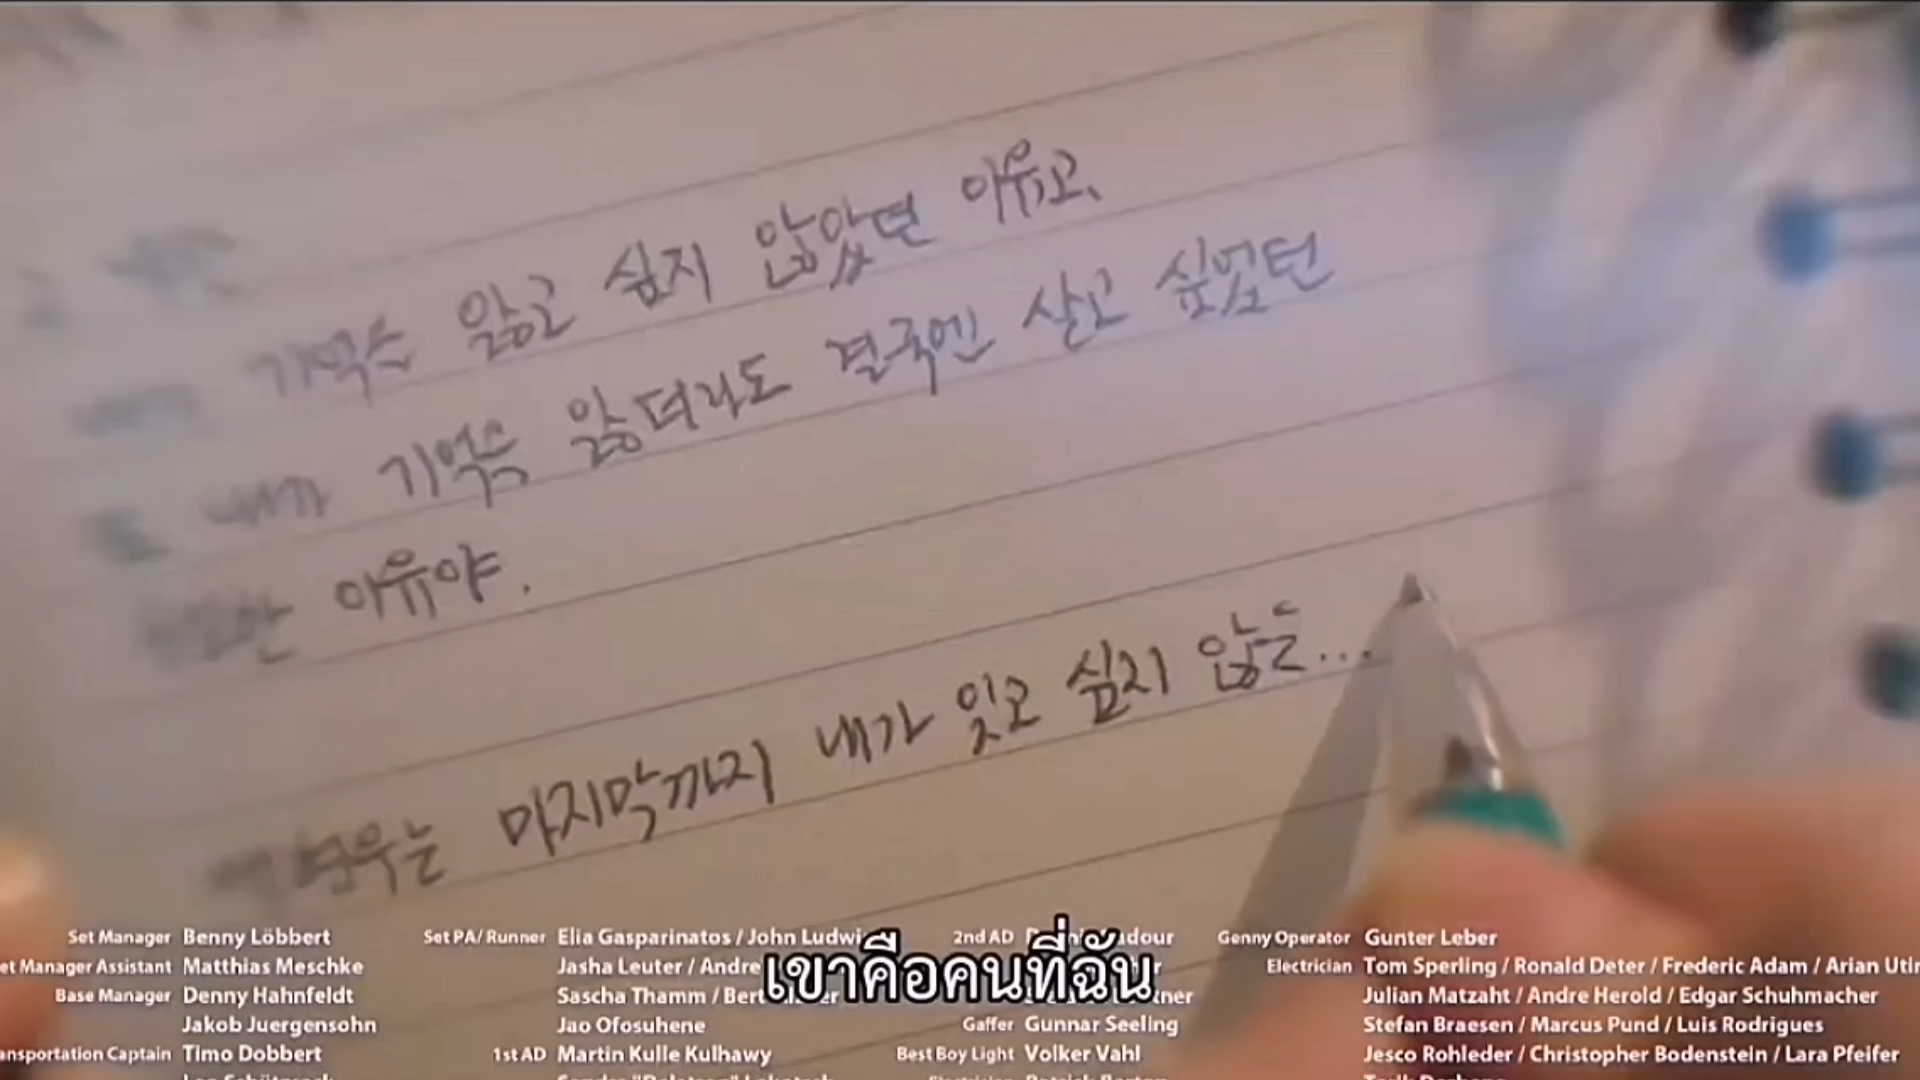 기억을 잃고 싶지 않았던 이유고,
내가 기억을 잃더라도 결국엔 살고 싶었던
이유야.
연우는 마지막까지 내가 잊고 싶지 않은...
เขาคือคนที่ฉัน
Set Manager Benny Löbbert Set PA/ Runner Elia Gasparinatos / John 2nd AD Genny Operator Gunter Leber
Manager Assistant Matthias Meschke Jasha Leuter / Andre Electrician Tom Sperling / Ronald Deter / Frederic Adam / Arian
Base Manager Denny Hahnfeldt Sascha Thamm / Julian Matzaht / Andre Herold / Edgar Schuhmacher
Jakob Juergensohn Jao Ofosuhene Gaffer Gunnar Seeling Stefan Braesen / Marcus Pund / Luis Rodrigues
Captain Timo Dobbert 1st AD Martin Kulle Kulhawy Best Boy Light Volker Vahl Jesco Rohleder / Christopher Bodenstein / Lara Pfeifer